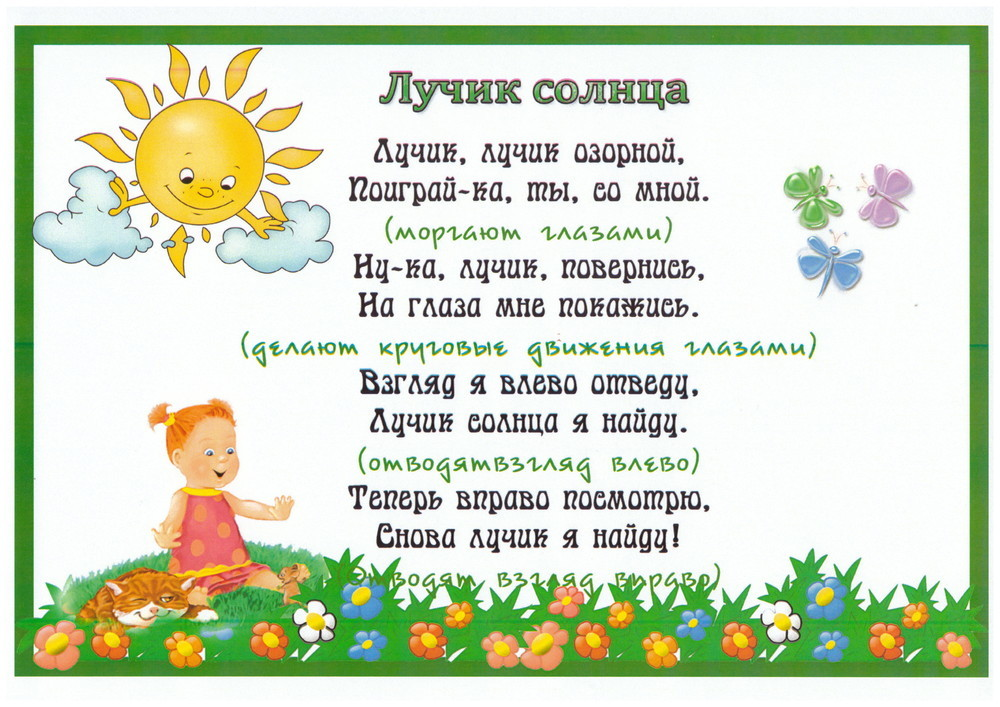 Лучик солнца
Лучик, лучик озорной,
Поиграй-ка, ты, со мной.
(моргают глазами)
Ну-ка, лучик, повернись,
На глаза мне покажись.
(делают круговые движения глазами)
Взгляд я влево отведу,
Лучик солнца я найду.
(отводятвзгляд влево)
Теперь вправо посмотрю,
Снова лучик я найду!
(отводят взгляд вправо)